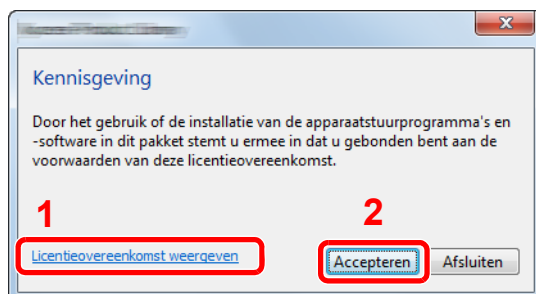 Kennisgeving
Door het gebruik of de installatie van de apparaatstuurprogramma's en
-software in dit pakket stemt u ermee in dat u gebonden bent aan de
voorwaarden van deze licentieovereenkomst.
1
2
Licentieovereenkomst weergeven
Accepteren
Afsluiten